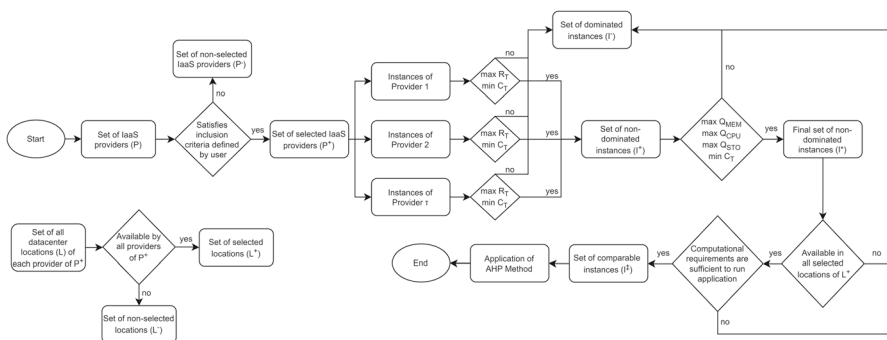 Start
Set of IaaS
providers (P)
Satisfies
inclusion
criteria defined
by user
no
Set of non-selected
IaaS providers (P⁻)
yes
Set of selected IaaS
providers (P⁺)
Instances of
Provider 1
Instances of
Provider 2
Instances of
Provider τ
max R_T
min C_T
no
yes
max R_T
min C_T
no
yes
max R_T
min C_T
no
yes
Set of dominated
instances (I⁻)
Set of non-
dominated
instances (I⁺)
max Q_MEM
max Q_CPU
max Q_STO
min C_T
no
yes
Final set of non-
dominated
instances (I*)
Available in
all selected
locations of L⁺
no
yes
Computational
requirements are
sufficient to run
application
no
yes
Set of comparable
instances (I‡)
Application of
AHP Method
End
Set of all
datacenter
locations (L) of
each provider of P⁺
Available by
all providers
of P⁺
yes
Set of selected
locations (L⁺)
no
Set of non-selected
locations (L⁻)